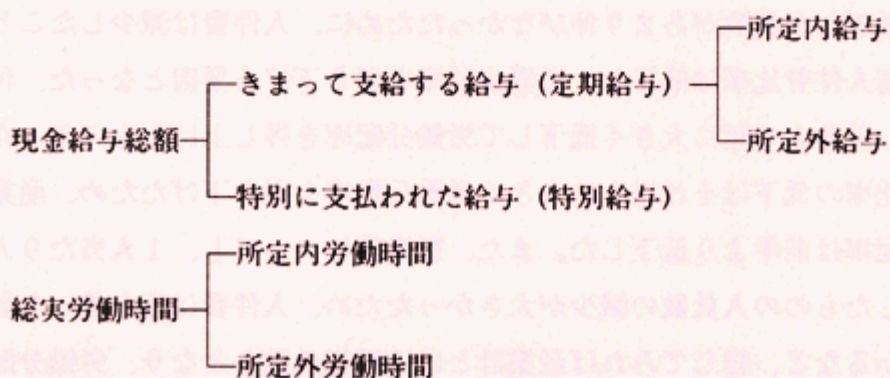 所定内給与
きまって支給する給与（定期給与）
現金給与総額
所定外給与
特別に支払われた給与（特別給与）
所定内労働時間
総実労働時間
所定外労働時間